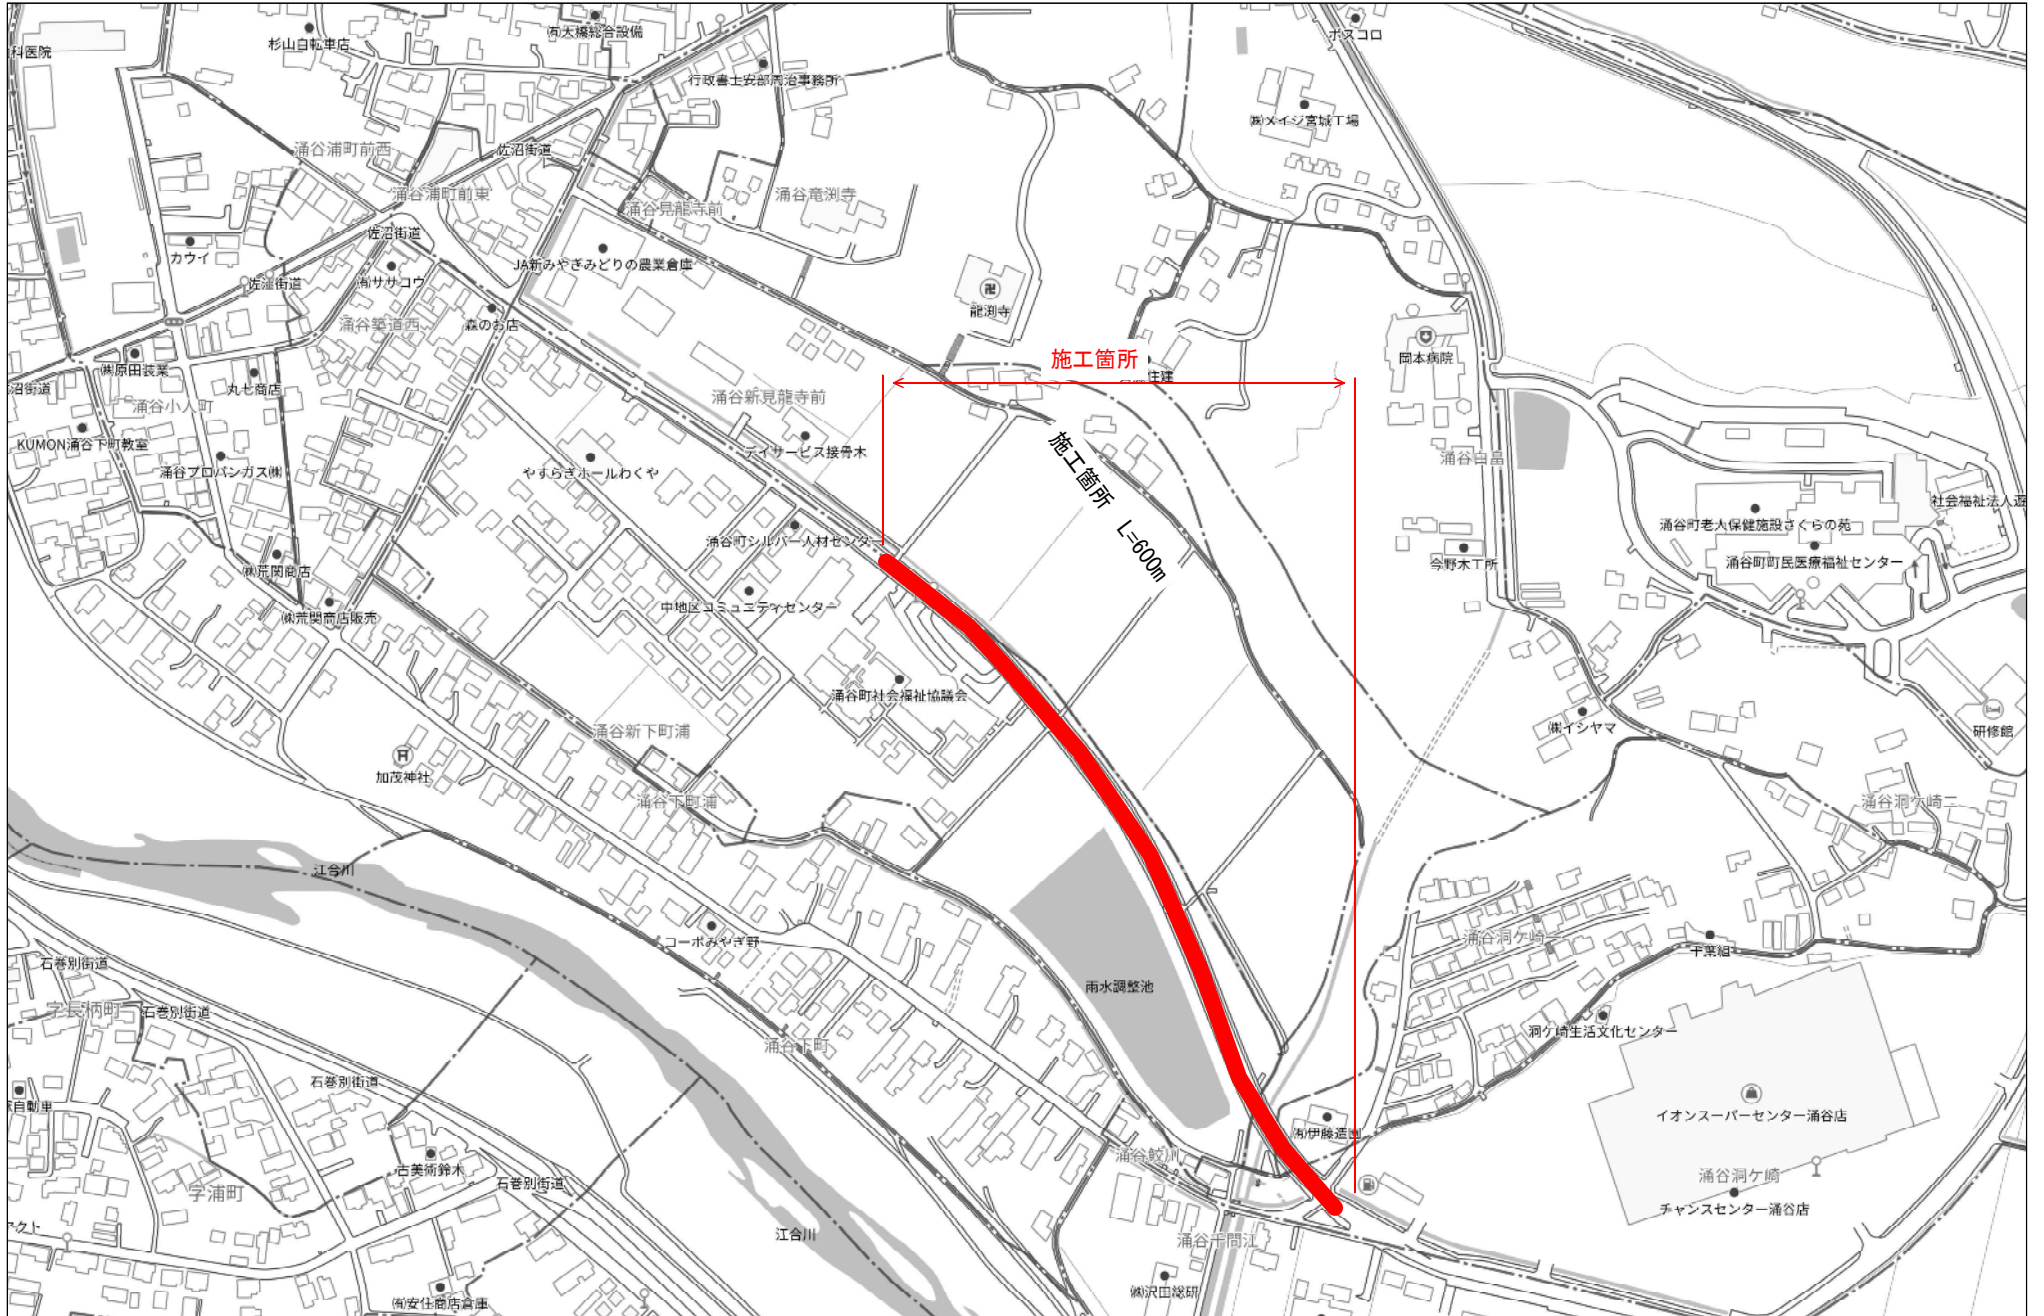 科医院
杉山自転車店
㈲大橋総合設備
ボスコロ
行政書士安部周治事務所
㈱メイジ宮城工場
涌谷浦町前西
佐沼街道
涌谷浦町前東
涌谷見龍寺前
涌谷竜渕寺
佐沼街道
カウイ
佐沼街道
㈲ササコウ
JA新みやぎみどりの農業倉庫
龍渕寺
涌谷築道西
森のお店
岡本病院
施工箇所
住建
㈱原田装業
沼街道
丸七商店
涌谷小人町
涌谷新見龍寺前
KUMON涌谷下町教室
デイサービス接骨木
施工箇所 L=600m
涌谷白畠
涌谷プロパンガス㈱
やすらぎホールわくや
社会福祉法人遊
涌谷町老人保健施設さくらの苑
涌谷町シルバー人材センター
涌谷町町民医療福祉センター
今野木工所
㈱荒関商店
中地区コミュニティセンター
㈱荒関商店販売
涌谷町社会福祉協議会
㈱イシヤマ
研修館
涌谷新下町浦
加茂神社
涌谷下町浦
涌谷洞ケ崎二
江合川
コーポみやぎ野
涌谷洞ケ崎一
千葉組
石巻別街道
雨水調整池
字長柄町
石巻別街道
洞ケ崎生活文化センター
涌谷下町
石巻別街道
自動車
イオンスーパーセンター涌谷店
㈲伊藤造園
古美術鈴木
石巻別街道
涌谷鮫川
涌谷洞ケ崎
字浦町
チャンスセンター涌谷店
アクト
江合川
涌谷千間江
㈱沢田総研
㈲安住商店倉庫